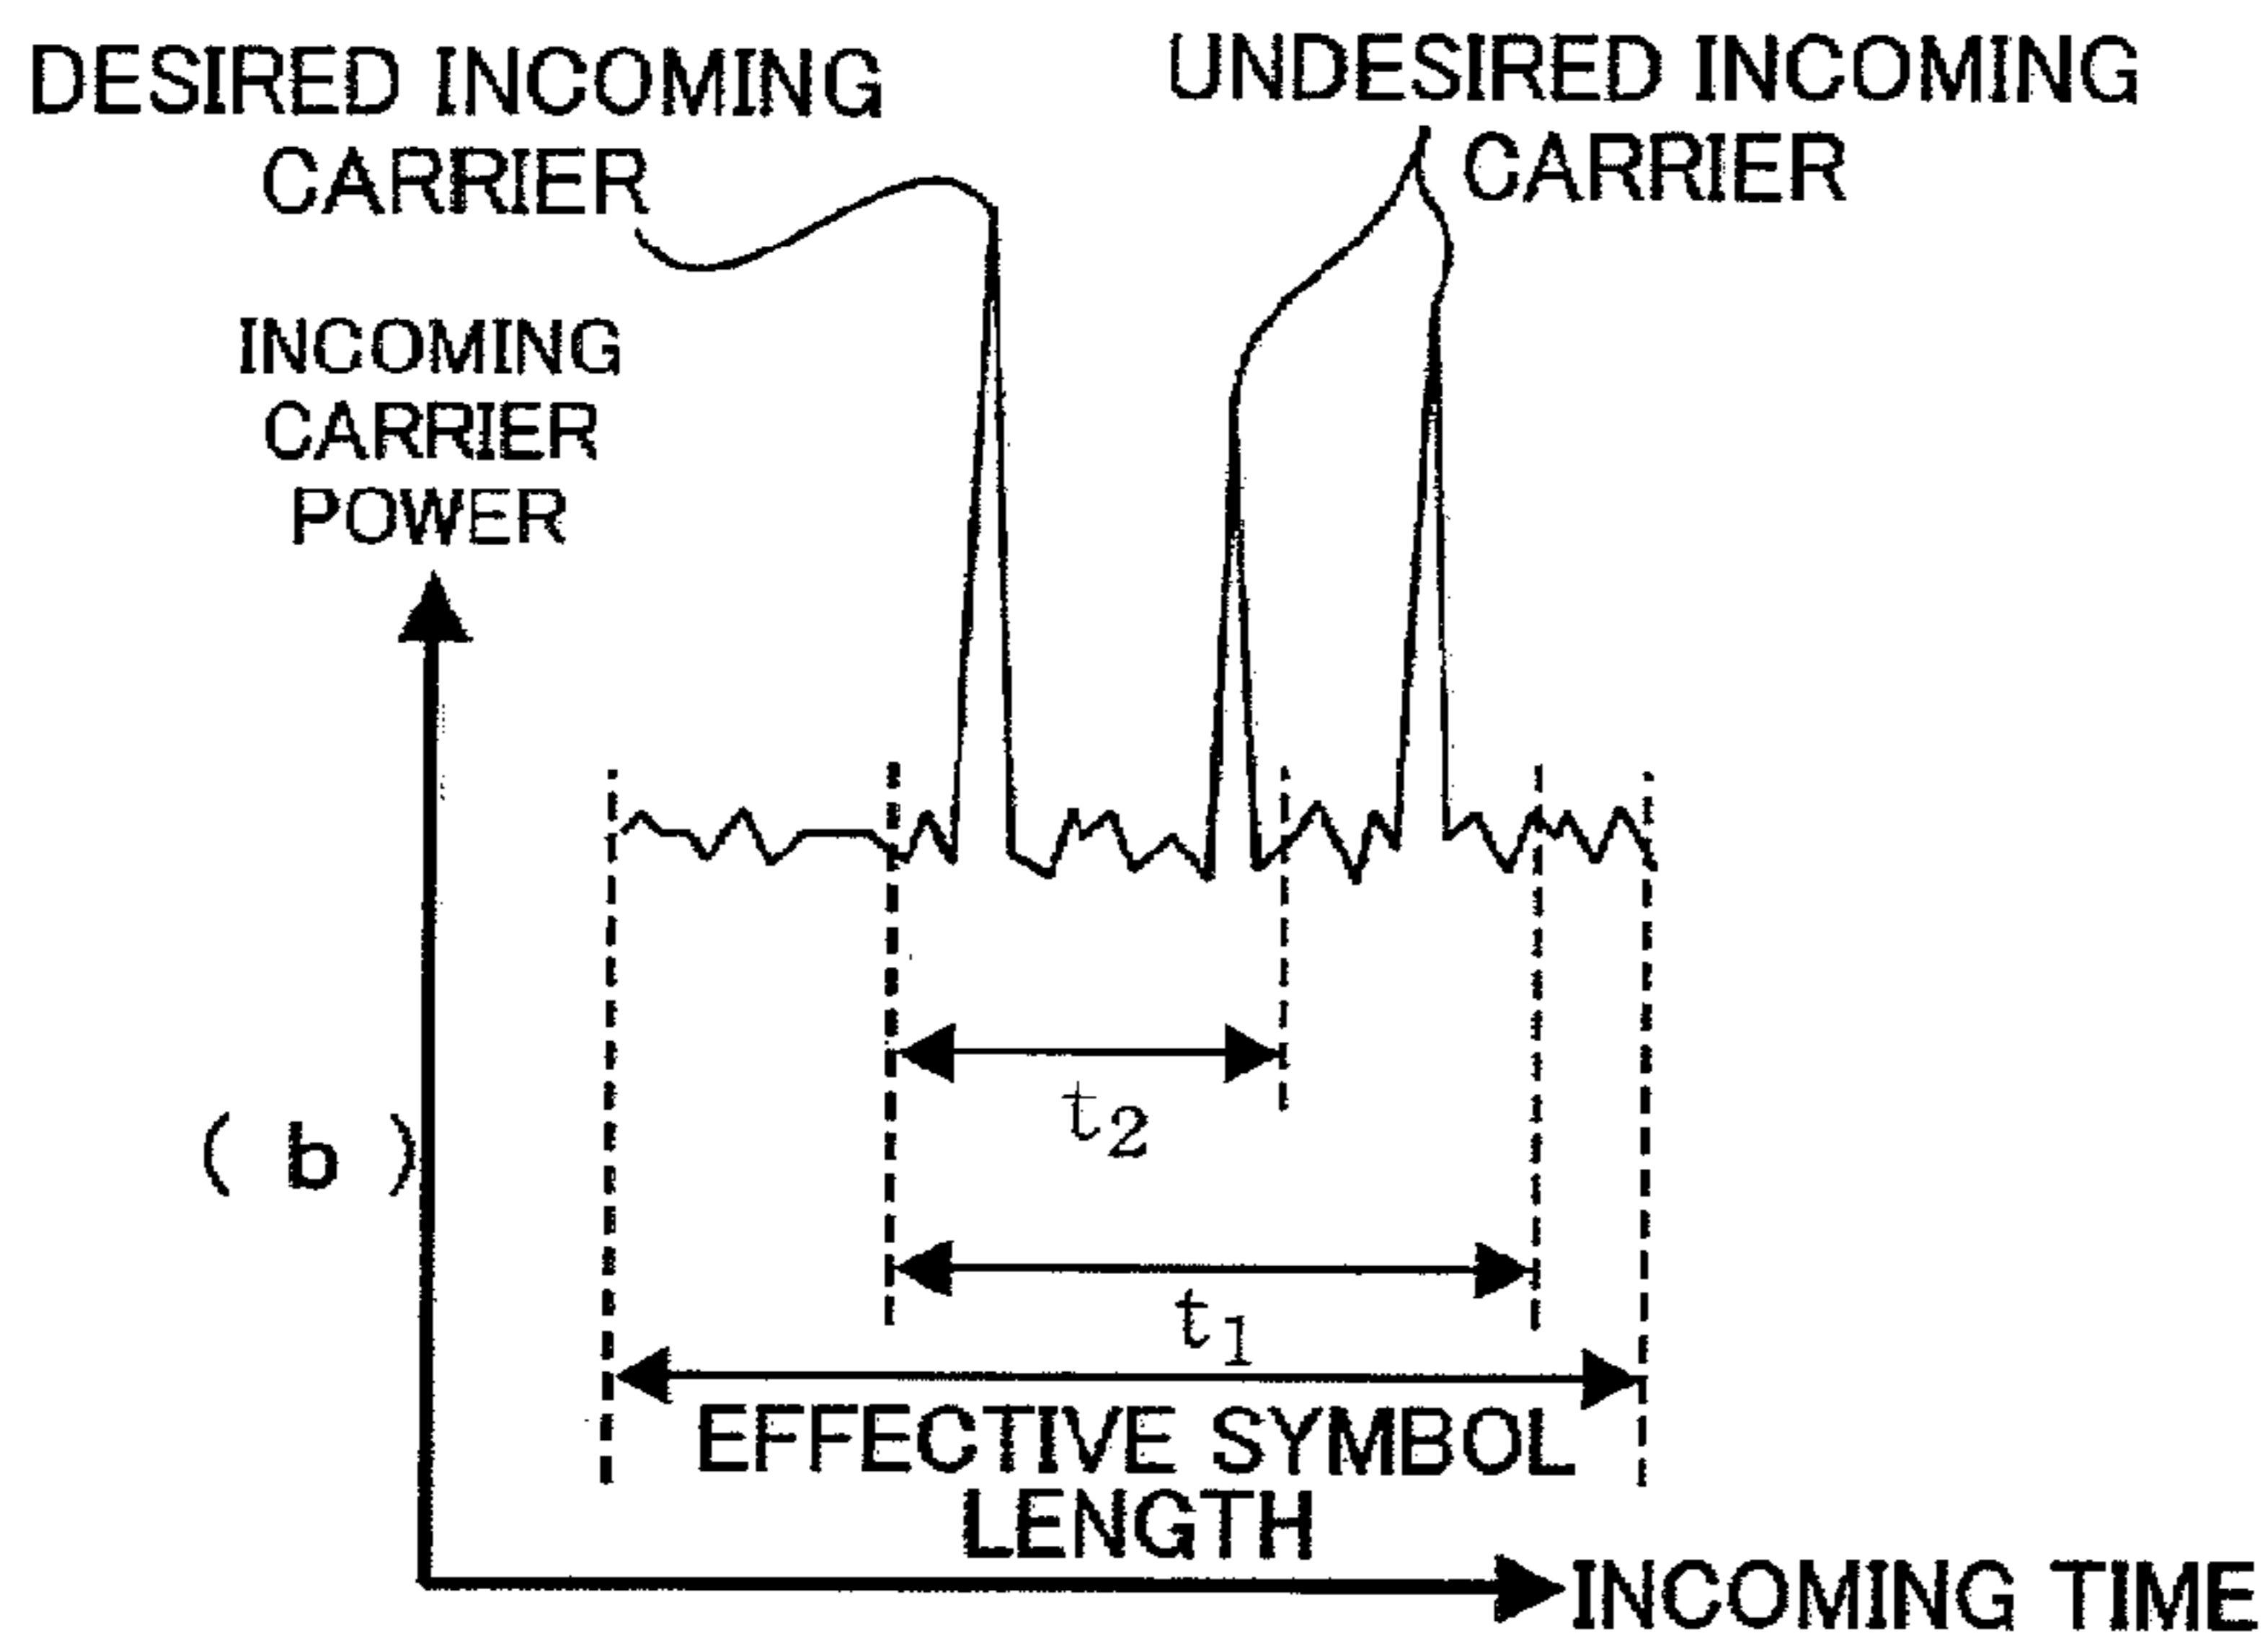 DESIRED INCOMING
CARRIER
UNDESIRED INCOMING
CARRIER
INCOMING
CARRIER
POWER
( b )
t2
t1
EFFECTIVE SYMBOL
LENGTH
INCOMING TIME